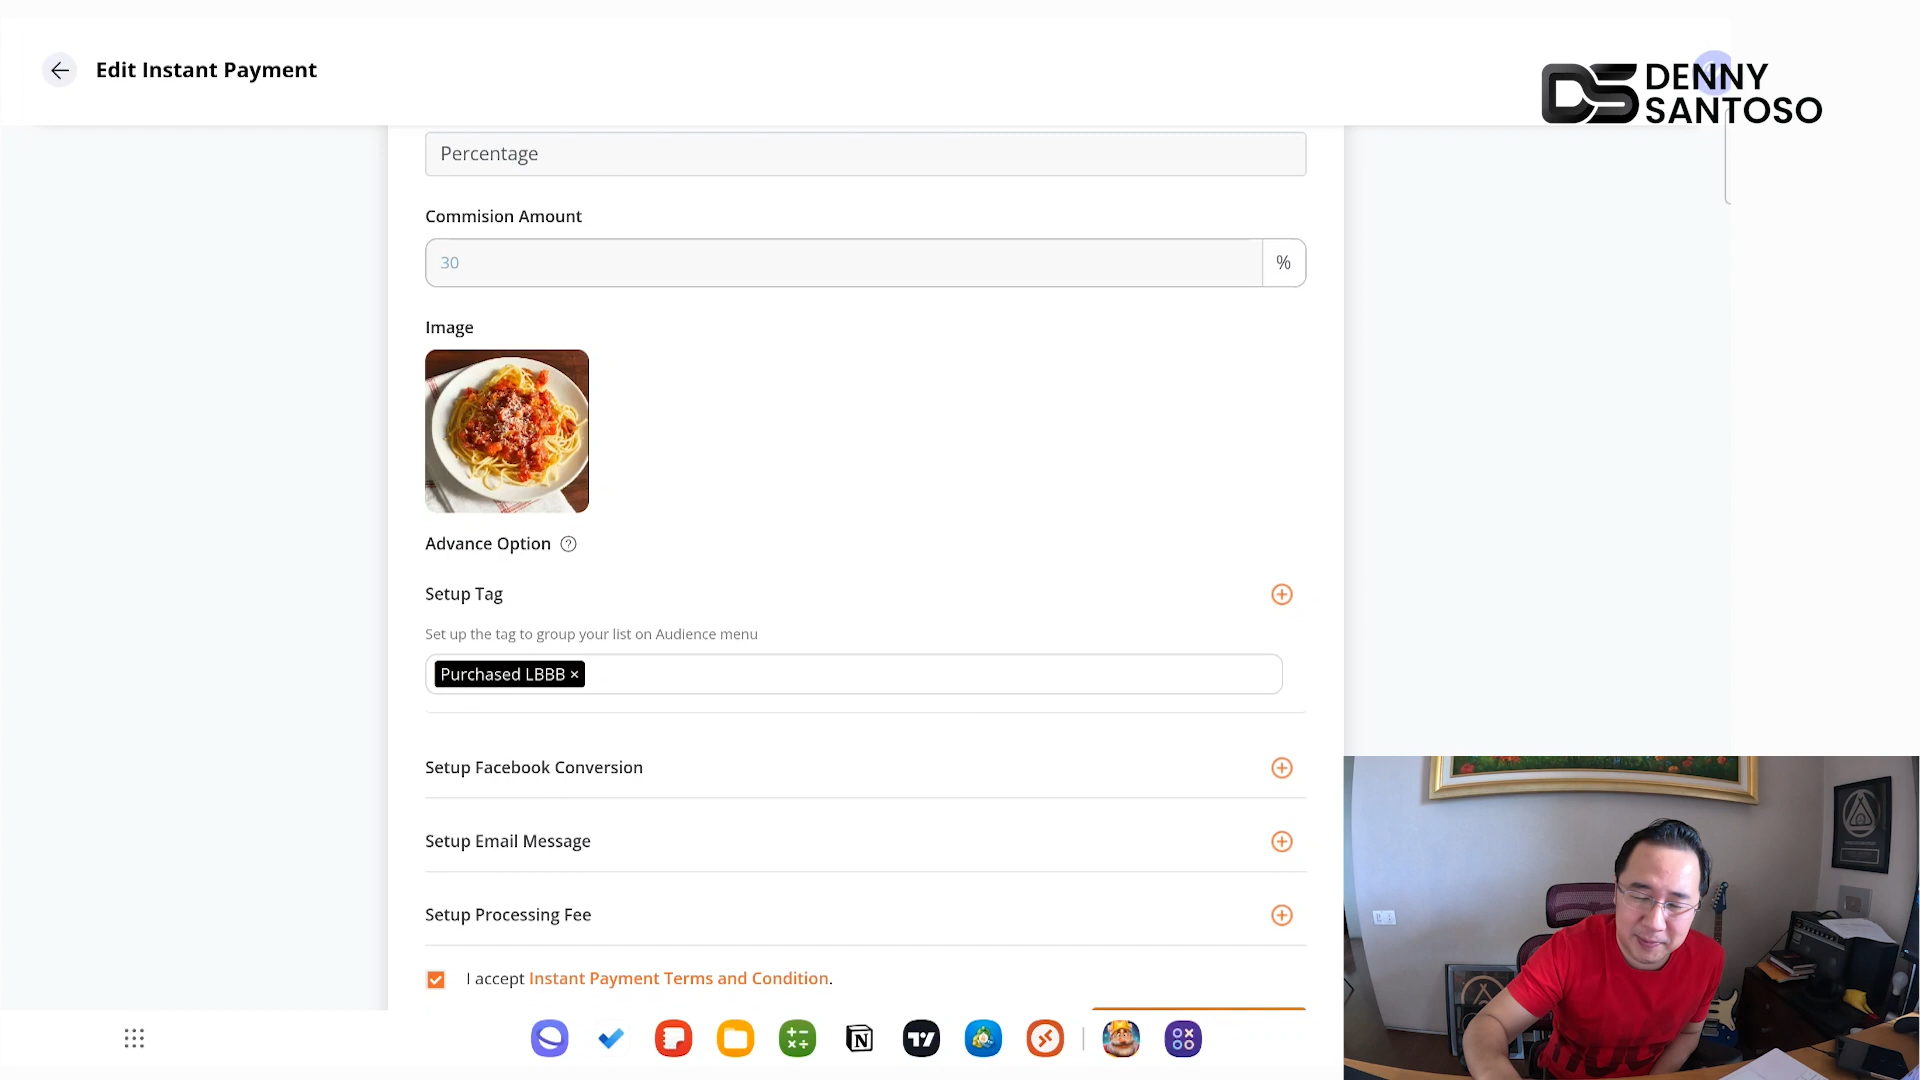 Edit Instant Payment
DENNY
SANTOSO
Percentage
Commision Amount
30
%
Image
Advance Option
Setup Tag
Set up the tag to group your list on Audience menu
Purchased LBBB ×
Setup Facebook Conversion
Setup Email Message
Setup Processing Fee
I accept Instant Payment Terms and Condition.